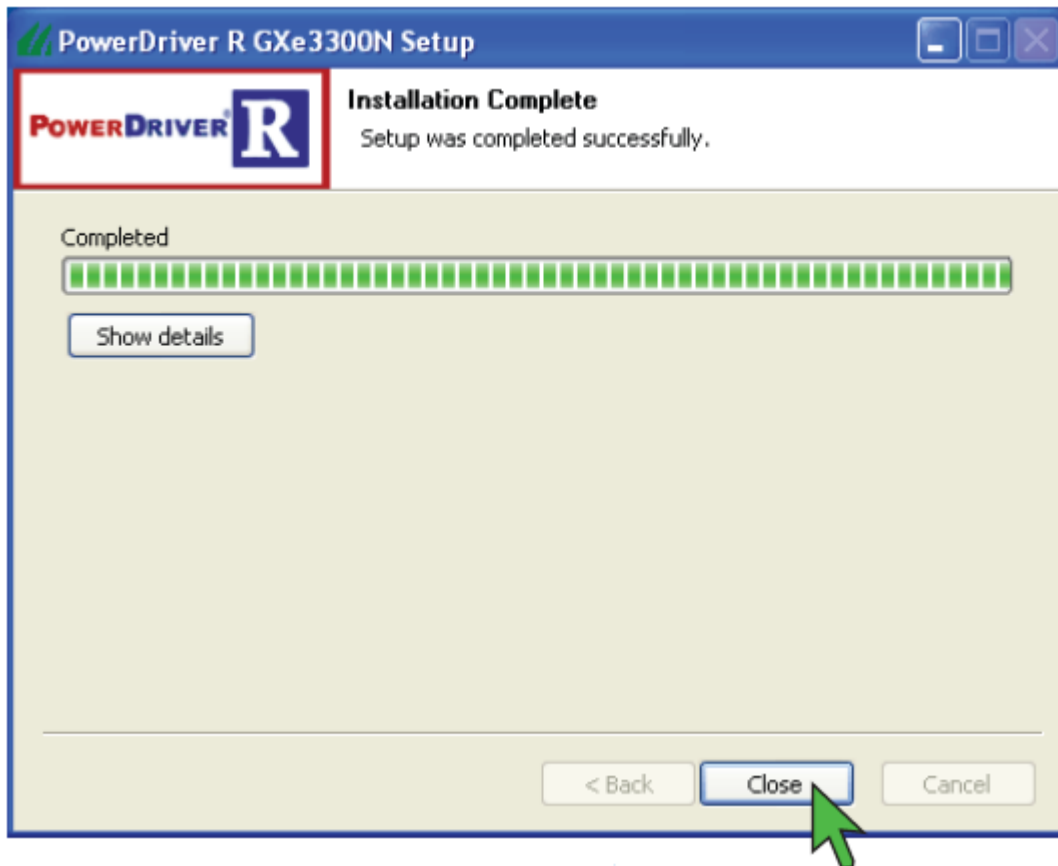 PowerDriver R GXe3300N Setup
POWERDRIVER® R
Installation Complete
Setup was completed successfully.
Completed
Show details
< Back
Close
Cancel